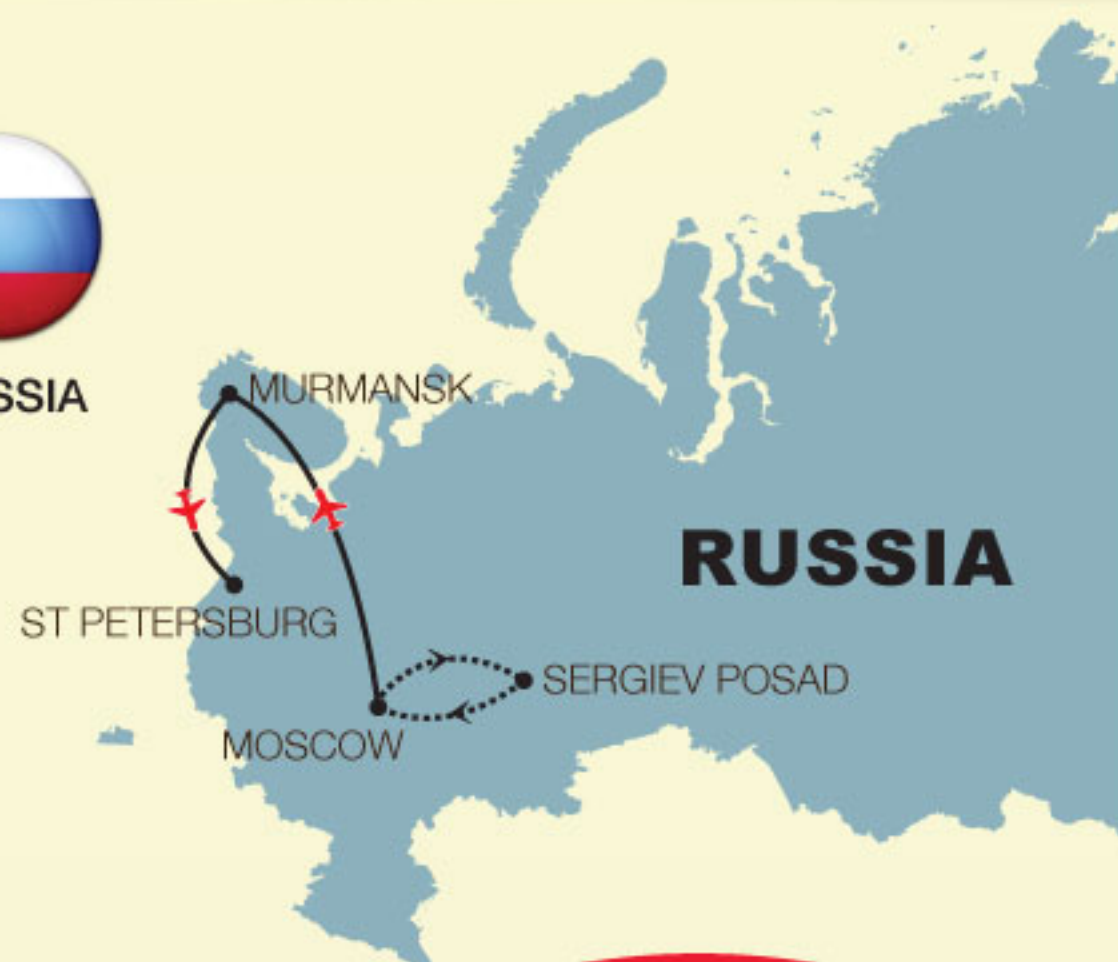 SSIA
MURMANSK
RUSSIA
ST PETERSBURG
SERGIEV POSAD
MOSCOW